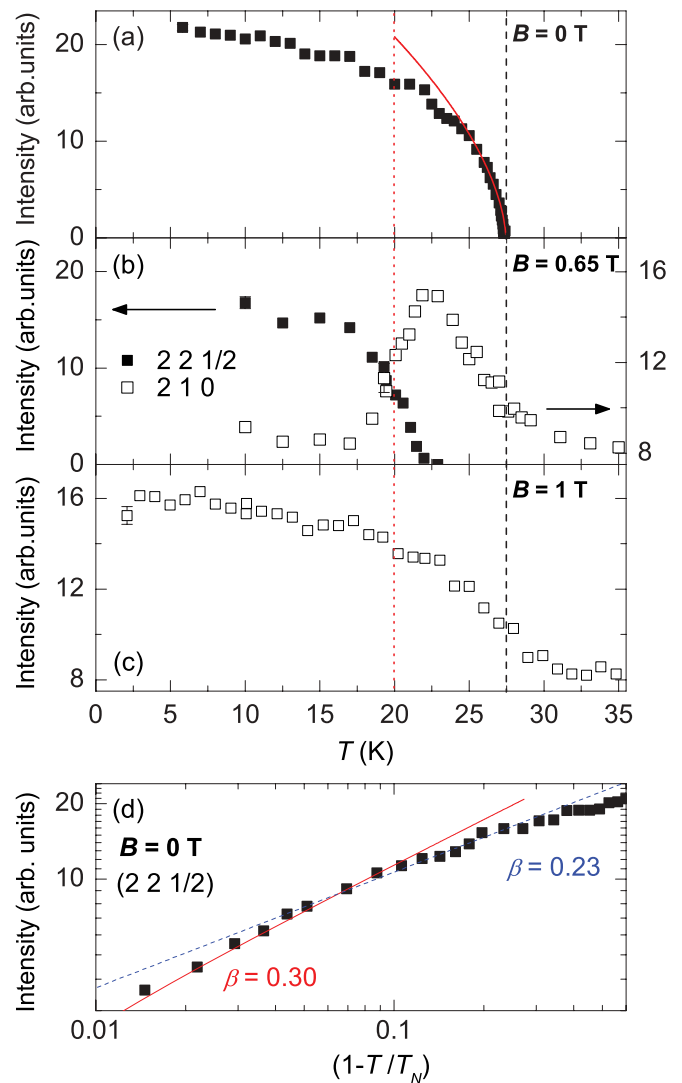 (a)
B = 0 T
Intensity (arb.units)
20
10
0
(b)
B = 0.65 T
Intensity (arb.units)
20
10
0
16
12
8
2 2 1/2
2 1 0
(c)
B = 1 T
Intensity (arb.units)
16
12
8
0 5 10 15 20 25 30 35
T (K)
(d)
B = 0 T
(2 2 1/2)
Intensity (arb. units)
20
10
β = 0.23
β = 0.30
0.01 0.1
(1-T/T_N)